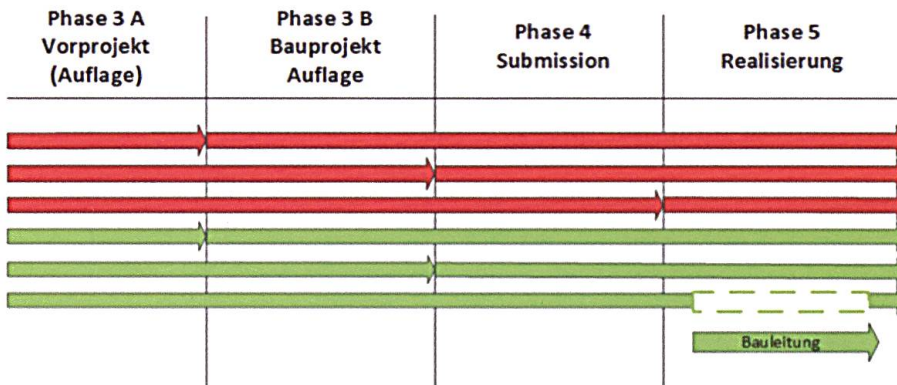 Phase 3 A
Vorprojekt
(Auflage)
Phase 3 B
Bauprojekt
Auflage
Phase 4
Submission
Phase 5
Realisierung
Bauleitung